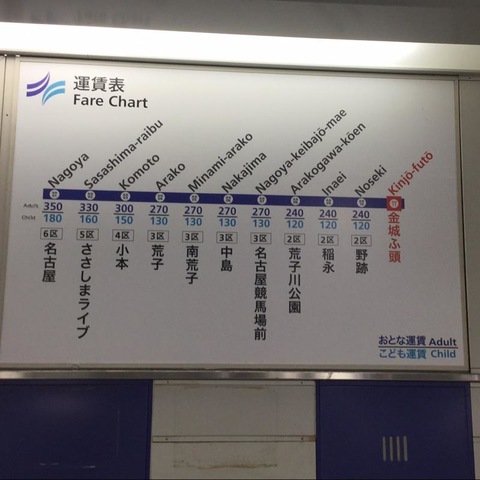 運賃表
Fare Chart
Nagoya
Sasashima-raibu
Komoto
Arako
Minami-arako
Nakajima
Nagoya-keibajō-mae
Arakogawa-kōen
Inaei
Noseki
Kinjō-futō
Adult 350 330 300 270 270 270 270 240 240 240
Child 180 160 150 130 130 130 130 120 120 120
6区 5区 4区 3区 3区 3区 3区 2区 2区 2区
名古屋
ささしまライブ
小本
荒子
南荒子
中島
名古屋競馬場前
荒子川公園
稲永
野跡
金城ふ頭
おとな運賃 Adult
こども運賃 Child